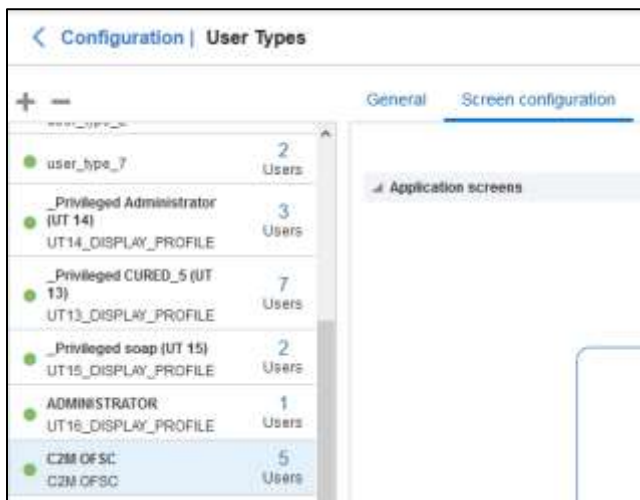 Configuration | User Types
General Screen configuration
user_type_7
2
Users
Application screens
_Privileged Administrator
(UT 14)
UT14_DISPLAY_PROFILE
3
Users
_Privileged CURED_5 (UT
13)
UT13_DISPLAY_PROFILE
7
Users
_Privileged soap (UT 15)
UT15_DISPLAY_PROFILE
2
Users
ADMINISTRATOR
UT16_DISPLAY_PROFILE
1
Users
C2M OFSC
C2M OFSC
5
Users